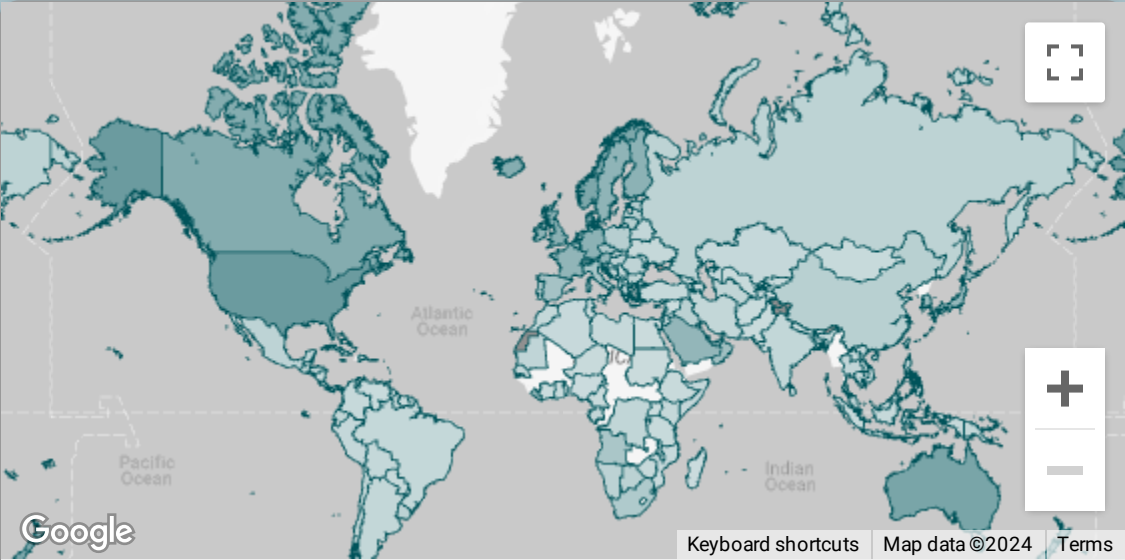 Atlantic
Ocean
Pacific
Ocean
Indian
Ocean
Google
Keyboard shortcuts
Map data ©2024
Terms